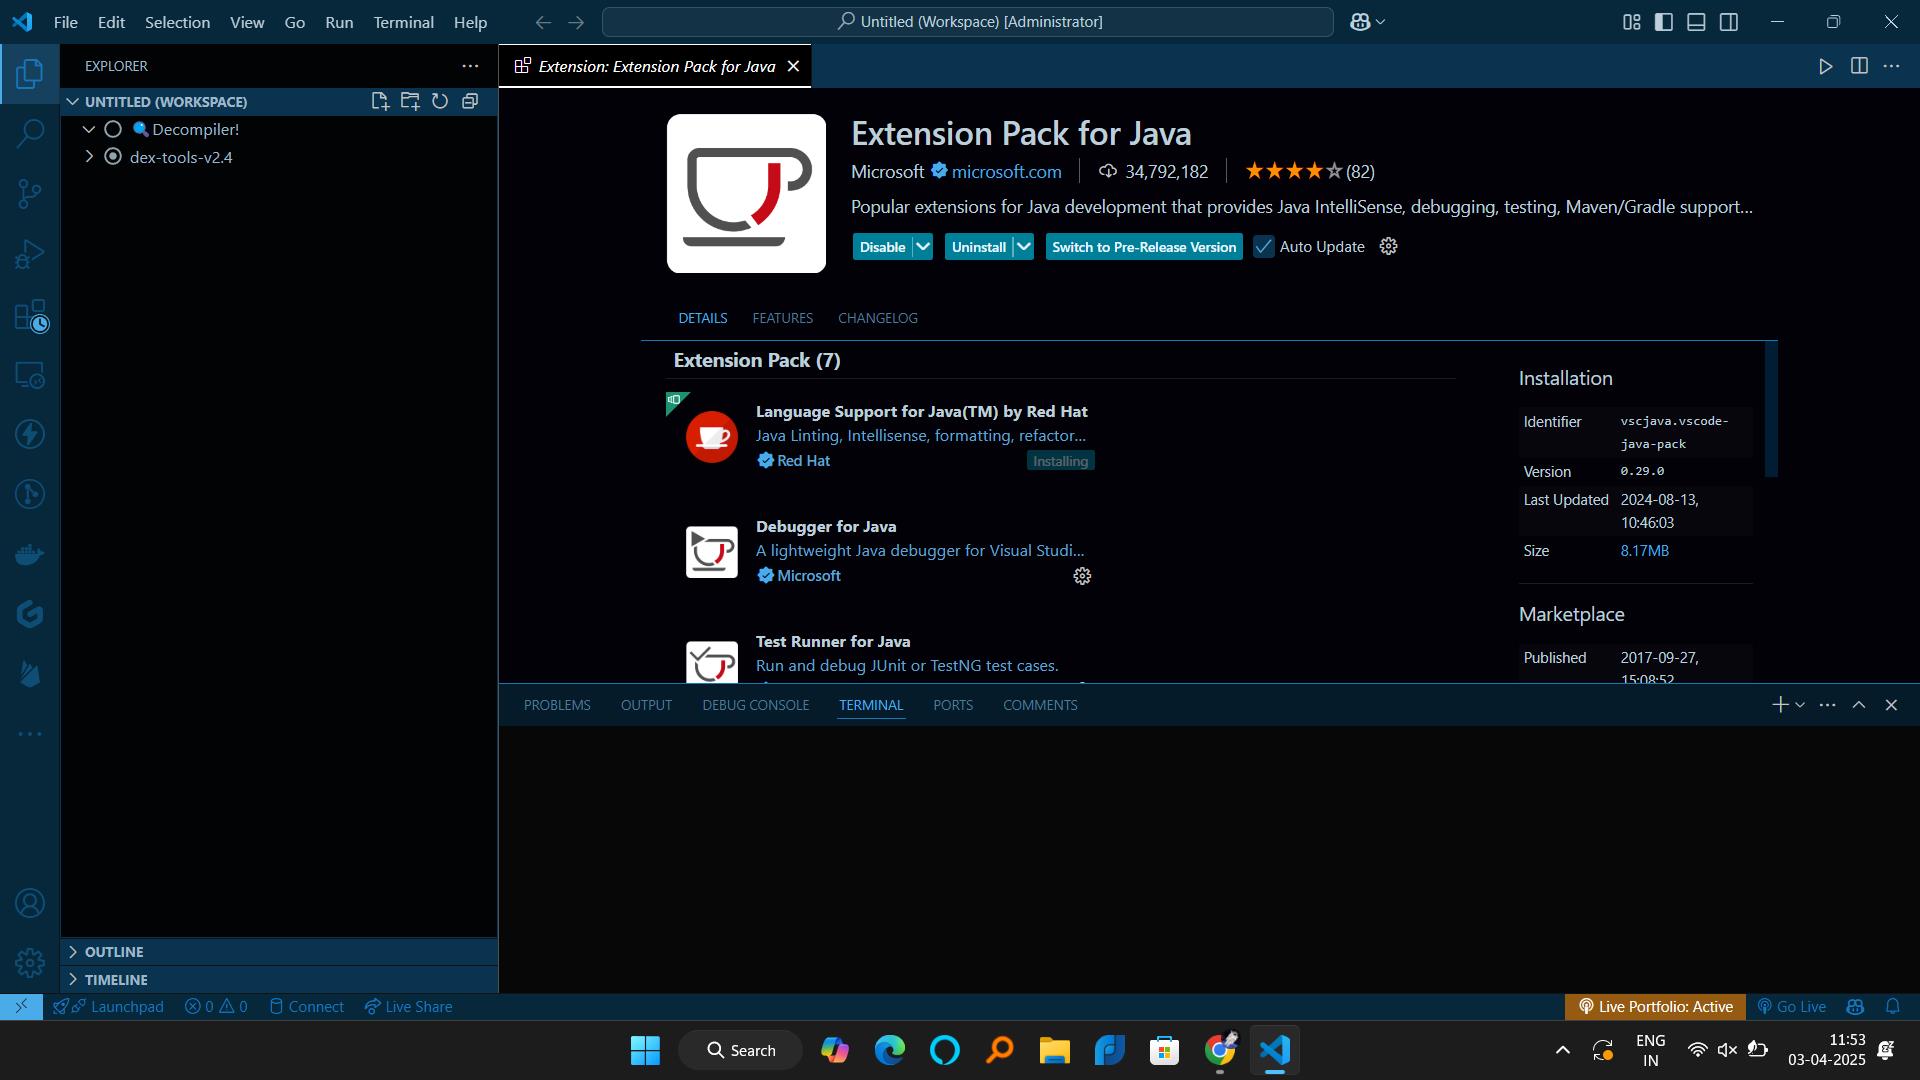 File Edit Selection View Go Run Terminal Help
Untitled (Workspace) [Administrator]
EXPLORER
UNTITLED (WORKSPACE)
Decompiler!
dex-tools-v2.4
OUTLINE
TIMELINE
Extension: Extension Pack for Java
Extension Pack for Java
Microsoft microsoft.com 34,792,182 (82)
Popular extensions for Java development that provides Java IntelliSense, debugging, testing, Maven/Gradle support...
Disable Uninstall Switch to Pre-Release Version Auto Update
DETAILS FEATURES CHANGELOG
Extension Pack (7)
Language Support for Java(TM) by Red Hat
Java Linting, Intellisense, formatting, refactor...
Red Hat Installing
Debugger for Java
A lightweight Java debugger for Visual Studi...
Microsoft
Test Runner for Java
Run and debug JUnit or TestNG test cases.
Installation
Identifier vscjava.vscode-
java-pack
Version 0.29.0
Last Updated 2024-08-13,
10:46:03
Size 8.17MB
Marketplace
Published 2017-09-27,
15:08:52
PROBLEMS OUTPUT DEBUG CONSOLE TERMINAL PORTS COMMENTS
Launchpad 0 0 Connect Live Share
Live Portfolio: Active Go Live
Search
ENG
IN
11:53
03-04-2025